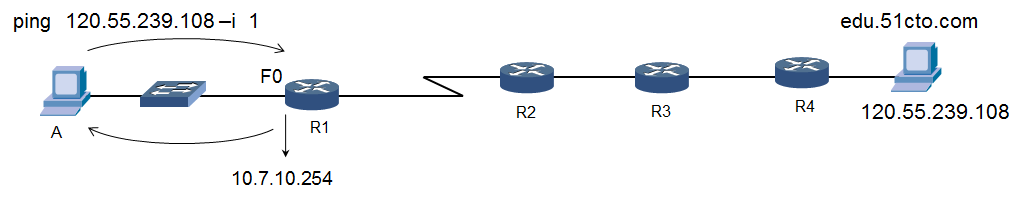 ping 120.55.239.108 –i 1
edu.51cto.com
F0
A
R1
R2
R3
R4
120.55.239.108
10.7.10.254